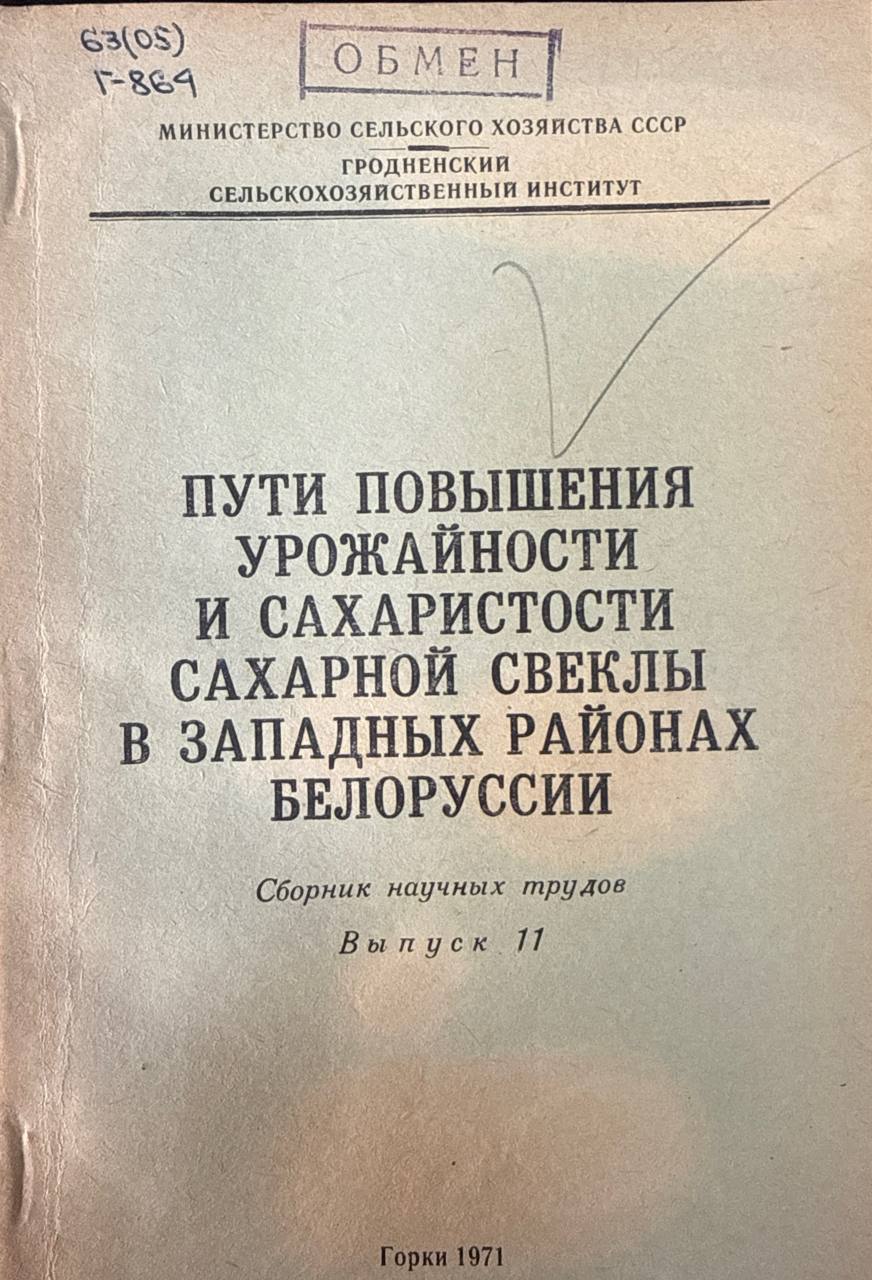 63(05)
Г-864
ОБМЕН
МИНИСТЕРСТВО СЕЛЬСКОГО ХОЗЯЙСТВА СССР
ГРОДНЕНСКИЙ
СЕЛЬСКОХОЗЯЙСТВЕННЫЙ ИНСТИТУТ
ПУТИ ПОВЫШЕНИЯ
УРОЖАЙНОСТИ
И САХАРИСТОСТИ
САХАРНОЙ СВЕКЛЫ
В ЗАПАДНЫХ РАЙОНАХ
БЕЛОРУССИИ
Сборник научных трудов
Выпуск 11
Горки 1971